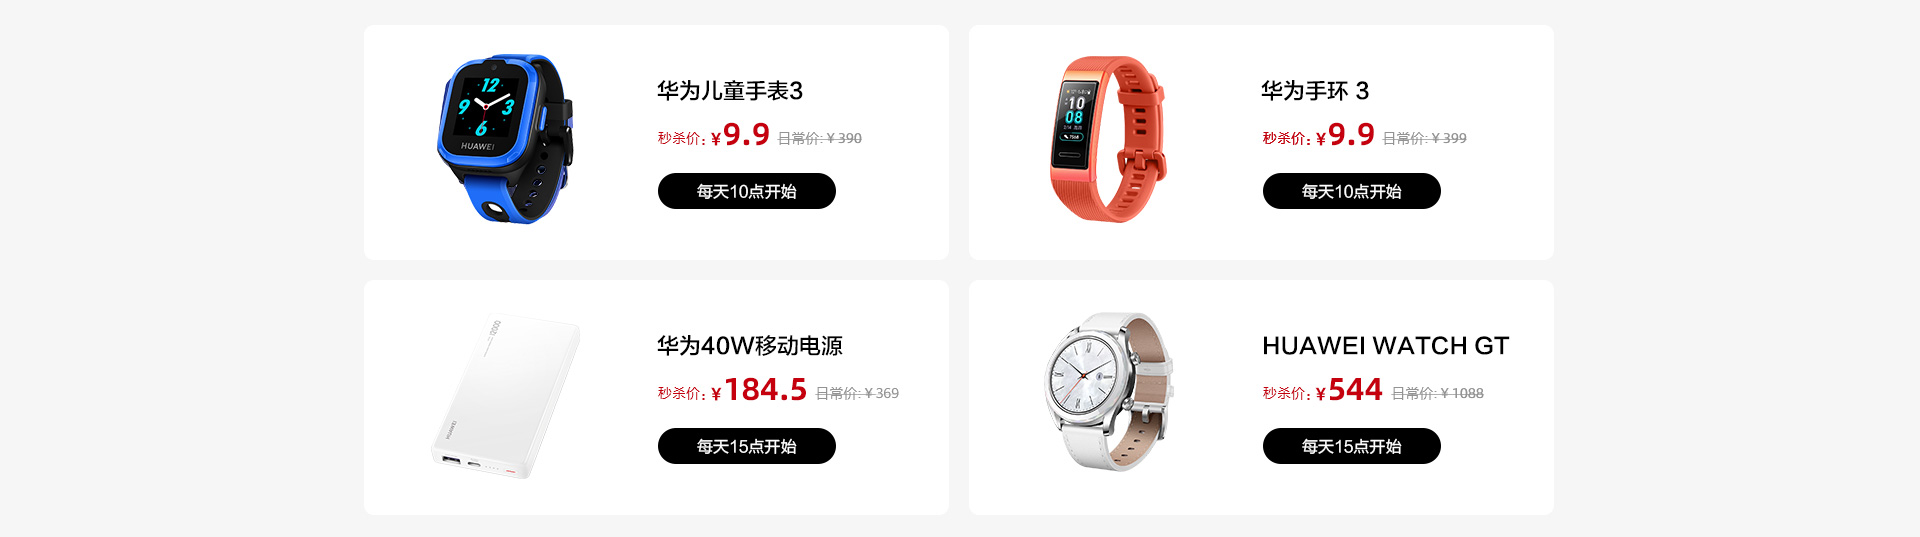 华为儿童手表3
秒杀价: ¥9.9 日常价: ¥390
每天10点开始
12
9 3
6
HUAWEI
华为手环 3
秒杀价: ¥9.9 日常价: ¥399
每天10点开始
10
08
华为40W移动电源
秒杀价: ¥184.5 日常价: ¥369
每天15点开始
HUAWEI
HUAWEI WATCH GT
秒杀价: ¥544 日常价: ¥1088
每天15点开始